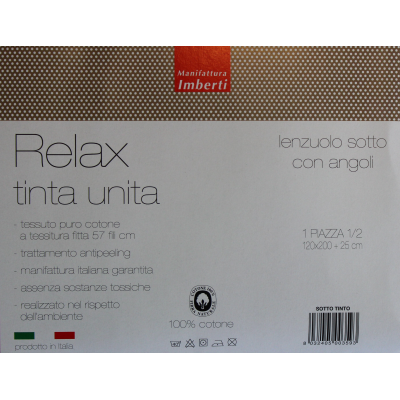 Manifattura
Imberti
Relax
tinta unita
lenzuolo sotto
con angoli
- tessuto puro cotone
a tessitura fitta 57 fili cm
- trattamento antipeeling
- manifattura italiana garantita
- assenza sostanze tossiche
- realizzato nel rispetto
dell'ambiente
1 PIAZZA 1/2
120x200 + 25 cm
prodotto in Italia
100% cotone
SOTTO TINTO